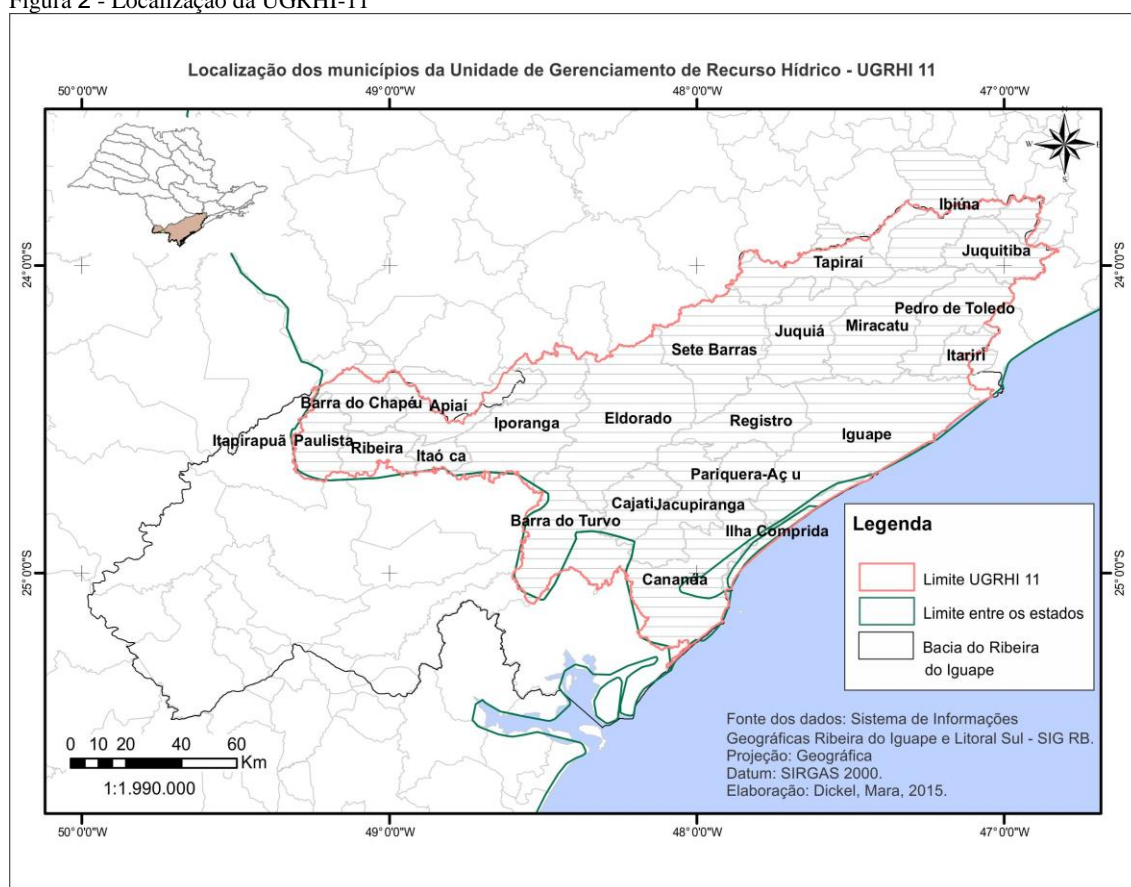 Figura 2 - Localização da UGRHI-11
Localização dos municípios da Unidade de Gerenciamento de Recurso Hídrico - UGRHI 11
50°0'0"W 49°0'0"W 48°0'0"W 47°0'0"W
N
W E
S
Ibiúna
Juquitiba
Tapiraí
24°0'0"S 24°0'0"S
Pedro de Toledo
Miracatu
Juquiá
Sete Barras
Itariri
Barra do Chapéu Apiaí
Iporanga
Eldorado
Registro
Iguape
Itapirapuã Paulista
Ribeira
Itaó ca
Pariquera-Aç u
Cajati Jacupiranga
Barra do Turvo
Ilha Comprida
Cananéia
25°0'0"S 25°0'0"S
Legenda
Limite UGRHI 11
Limite entre os estados
Bacia do Ribeira
do Iguape
Fonte dos dados: Sistema de Informações
Geográficas Ribeira do Iguape e Litoral Sul - SIG RB.
Projeção: Geográfica
Datum: SIRGAS 2000.
Elaboração: Dickel, Mara, 2015.
0 10 20 40 60
Km
1:1.990.000
50°0'0"W 49°0'0"W 48°0'0"W 47°0'0"W